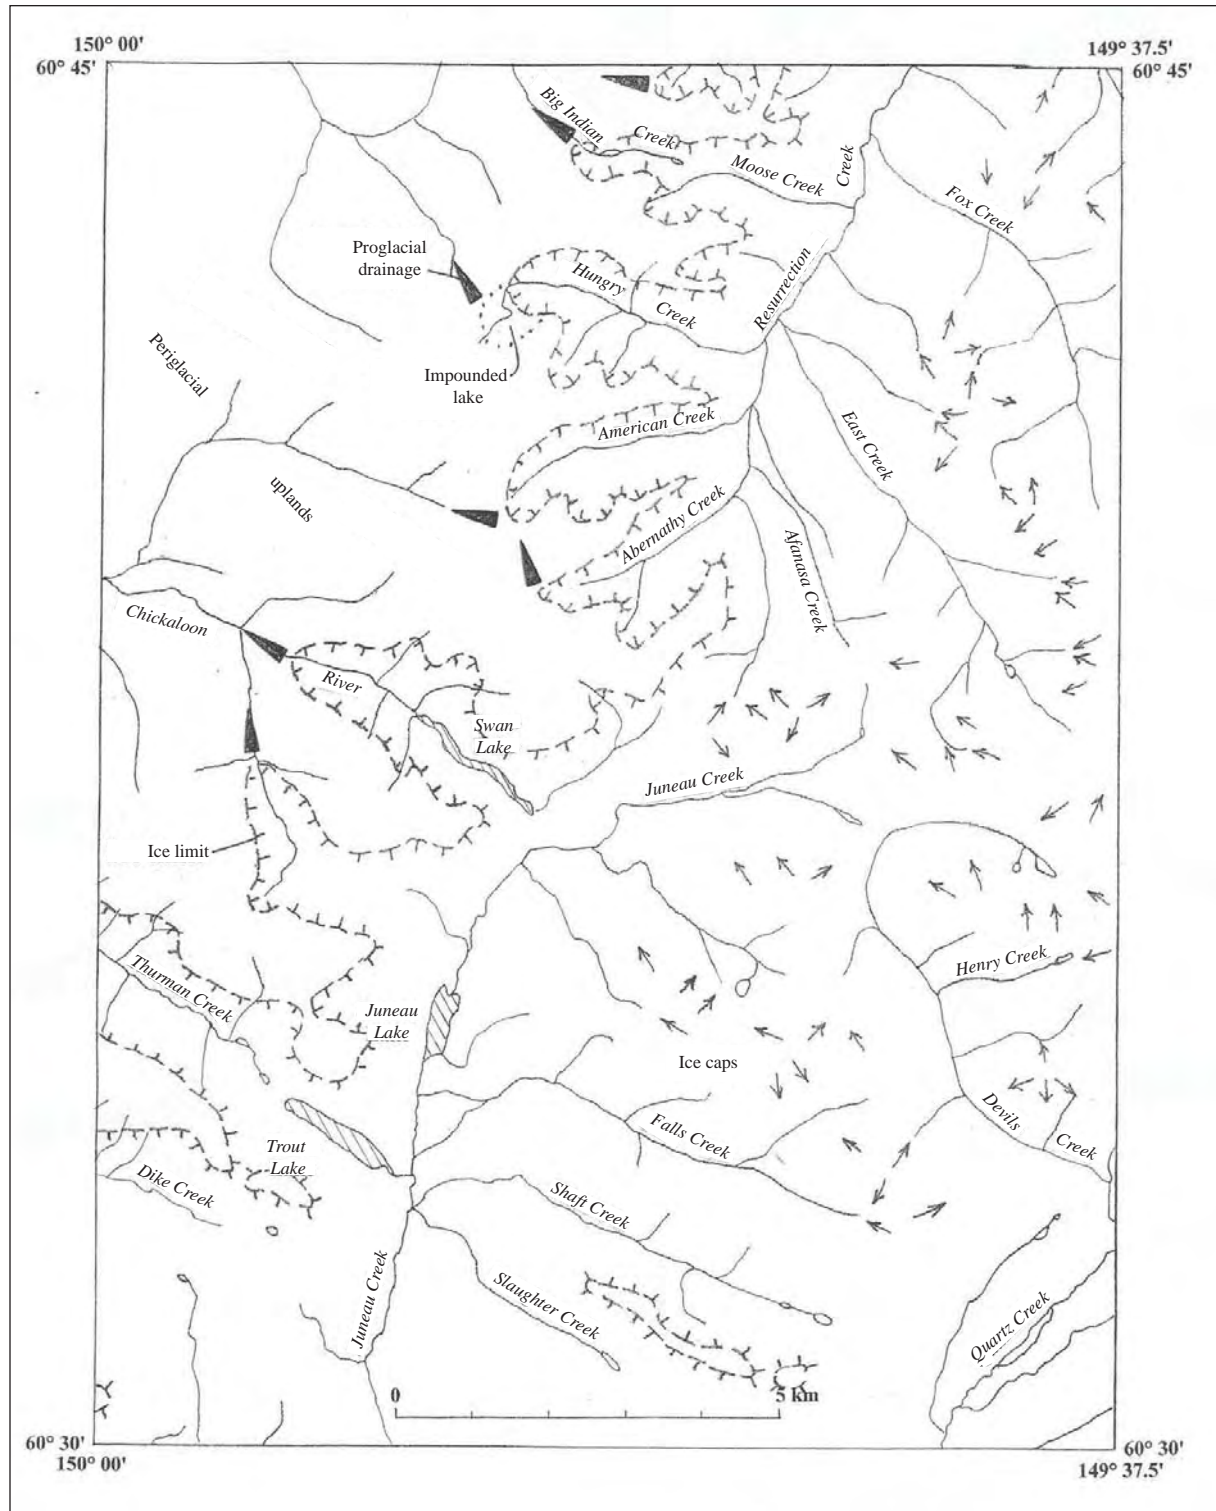 150° 00'
149° 37.5'
60° 45'
60° 45'
Big Indian
Creek
Moose Creek
Creek
Fox Creek
Proglacial
drainage
Hungry
Creek
Resurrection
Periglacial
Impounded
lake
American Creek
East Creek
uplands
Abernathy Creek
Afanasa Creek
Chickaloon
River
Swan
Lake
Juneau Creek
Ice limit
Henry Creek
Thurman Creek
Juneau
Lake
Ice caps
Devils
Creek
Falls Creek
Trout
Lake
Dike Creek
Shaft Creek
Juneau Creek
Slaughter Creek
Quartz Creek
0
5 km
60° 30'
60° 30'
150° 00'
149° 37.5'